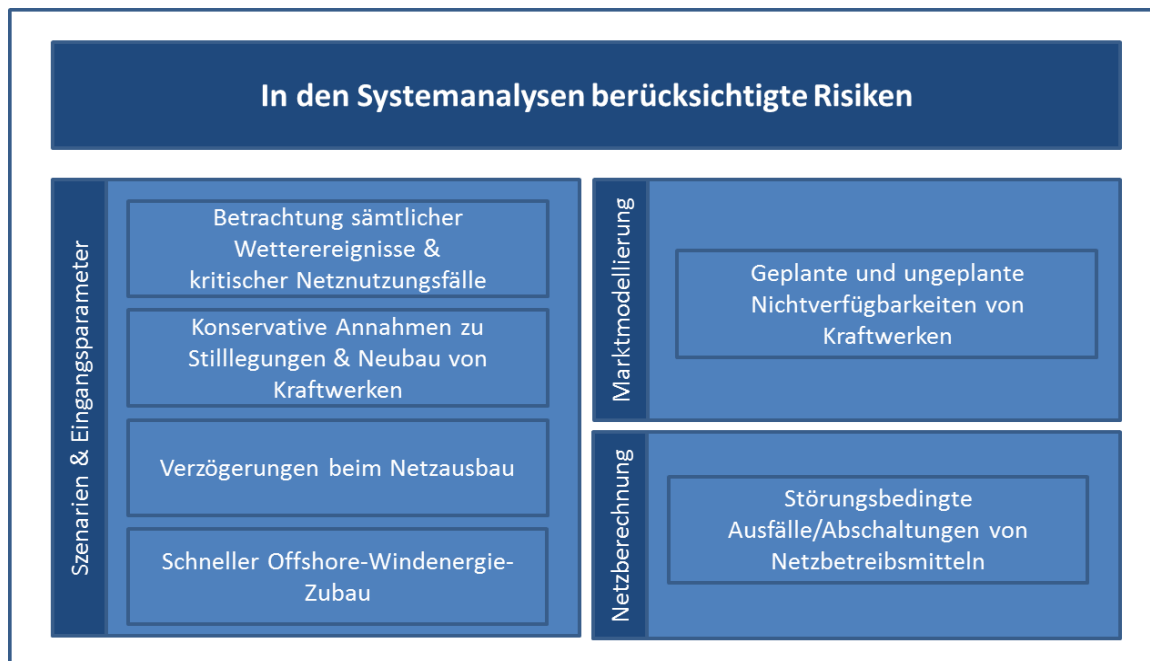 In den Systemanalysen berücksichtigte Risiken
Szenarien & Eingangsparameter
Betrachtung sämtlicher
Wetterereignisse &
kritischer Netznutzungsfälle
Konservative Annahmen zu
Stilllegungen & Neubau von
Kraftwerken
Verzögerungen beim Netzausbau
Schneller Offshore-Windenergie-
Zubau
Marktmodellierung
Geplante und ungeplante
Nichtverfügbarkeiten von
Kraftwerken
Netzberechnung
Störungsbedingte
Ausfälle/Abschaltungen von
Netzbetreibsmitteln